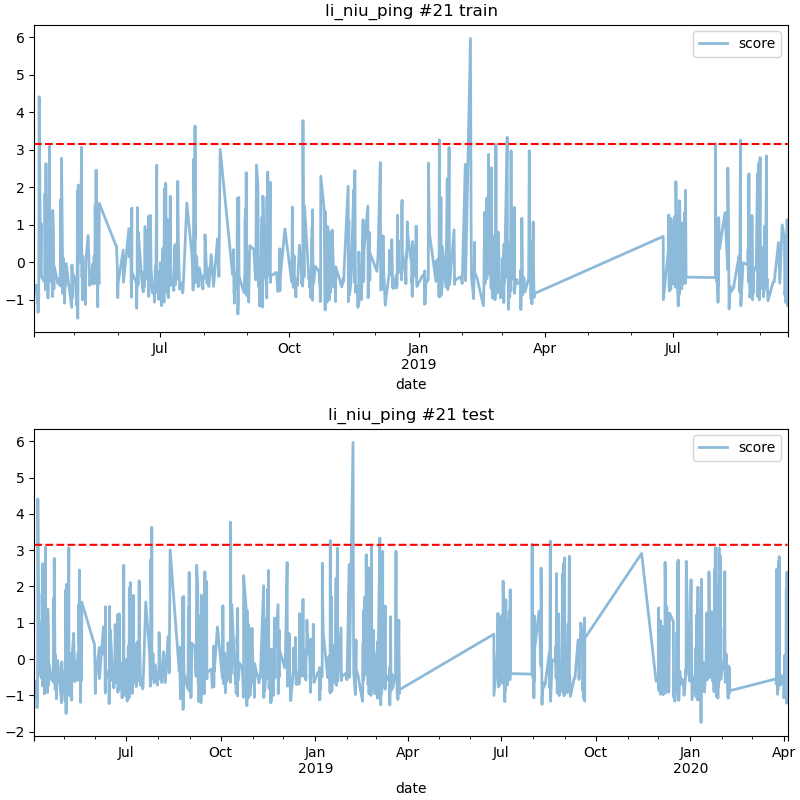 li_niu_ping #21 train
score
6
5
4
3
2
1
0
−1
Jul
Oct
Jan
2019
Apr
Jul
date
li_niu_ping #21 test
score
6
5
4
3
2
1
0
−1
−2
Jul
Oct
Jan
2019
Apr
Jul
Oct
Jan
2020
Apr
date